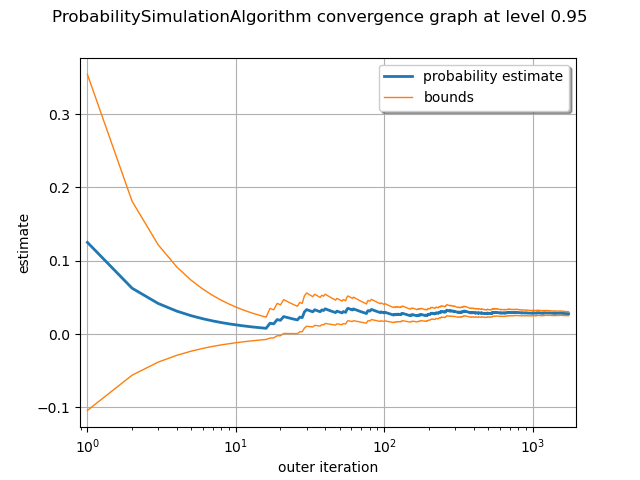 ProbabilitySimulationAlgorithm convergence graph at level 0.95
probability estimate
bounds
0.3
0.2
0.1
0.0
−0.1
estimate
10⁰ 10¹ 10² 10³
outer iteration